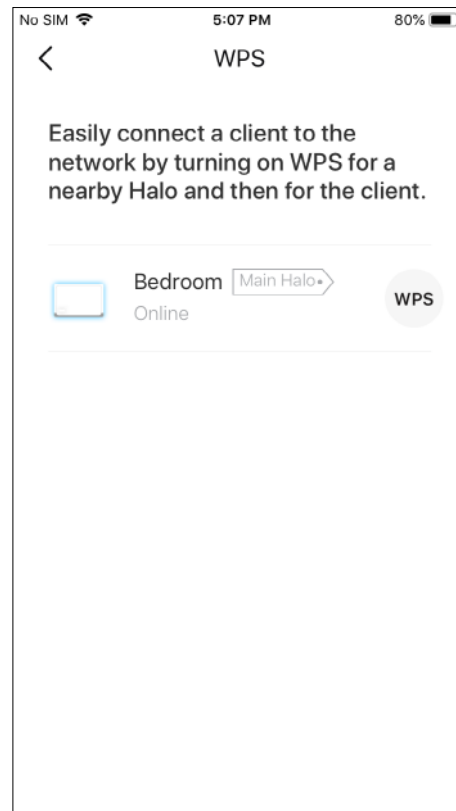 No SIM 5:07 PM 80%
WPS
Easily connect a client to the
network by turning on WPS for a
nearby Halo and then for the client.
Bedroom Main Halo
Online
WPS